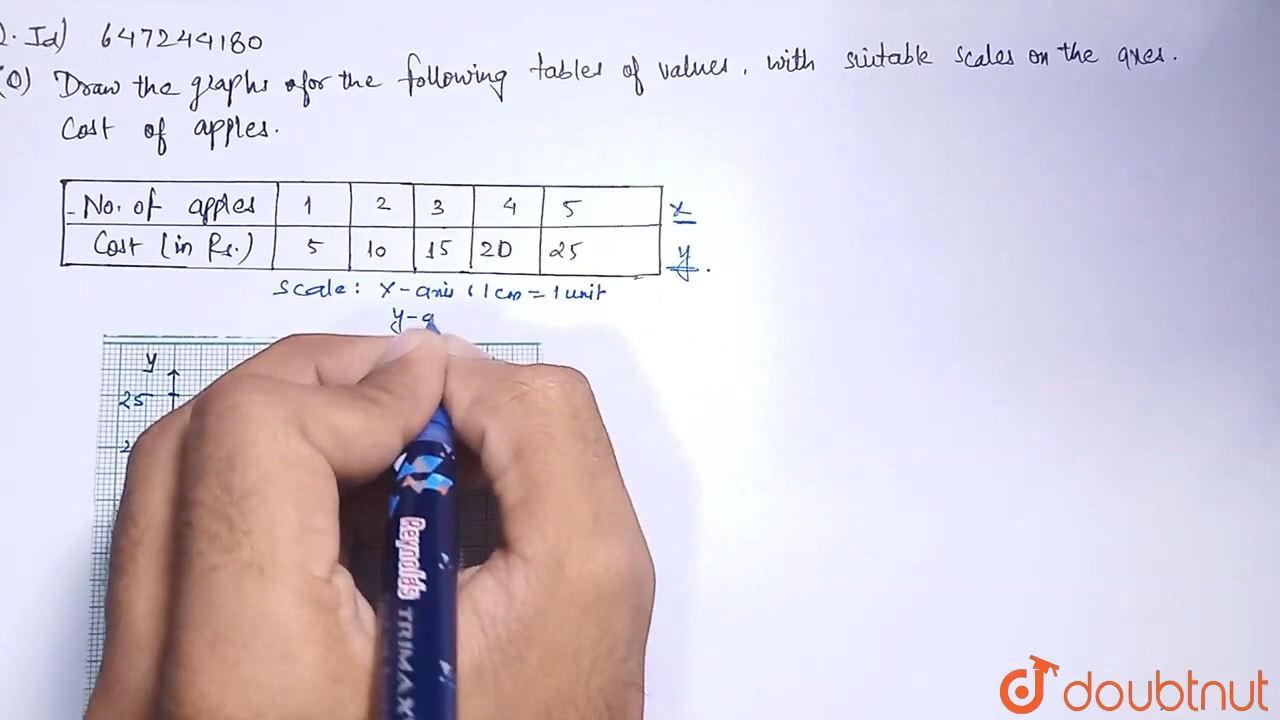 Q. Id) 647244180
(Q) Draw the graphs for the following tables of values, with suitable scales on the axes.
Cost of apples.
No. of apples 1 2 3 4 5 x
Cost (in Rs.) 5 10 15 20 25 y.
Scale: x-axis : 1 cm = 1 unit
y-a
y
25
Reynolds TRIMAX
doubtnut